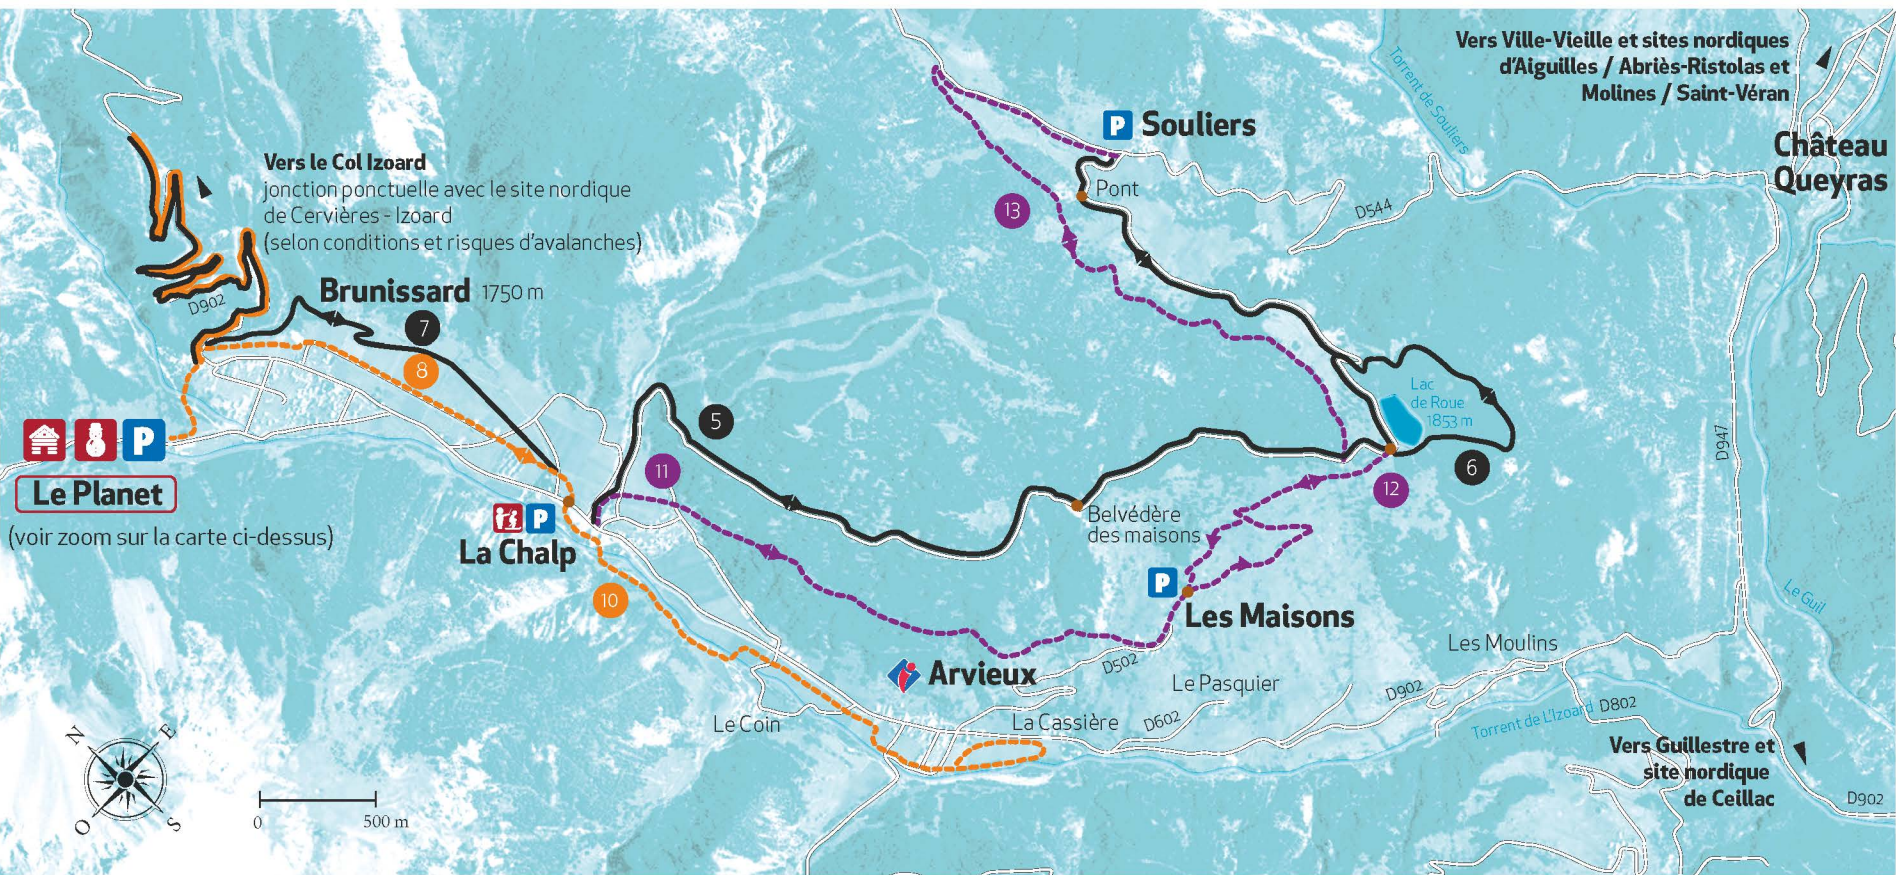 Vers Ville-Vieille et sites nordiques
d'Aiguilles / Abriès-Ristolas et
Molines / Saint-Véran
Torrent de Souliers
Château
Queyras
P Souliers
Pont
13
D544
Vers le Col Izoard
jonction ponctuelle avec le site nordique
de Cervières - Izoard
(selon conditions et risques d'avalanches)
D902
Brunissard 1750 m
7
8
5
Lac
de Roue
1853 m
D947
6
P
Le Planet
(voir zoom sur la carte ci-dessus)
11
12
P
La Chalp
Belvédère
des maisons
P
Les Maisons
10
Le Guil
Les Moulins
D502
Arvieux
Le Pasquier
D902
D802
Le Coin
La Cassière
D602
Torrent de L'Izoard
Vers Guillestre et
site nordique
de Ceillac
D902
N
E
O
S
0
500 m